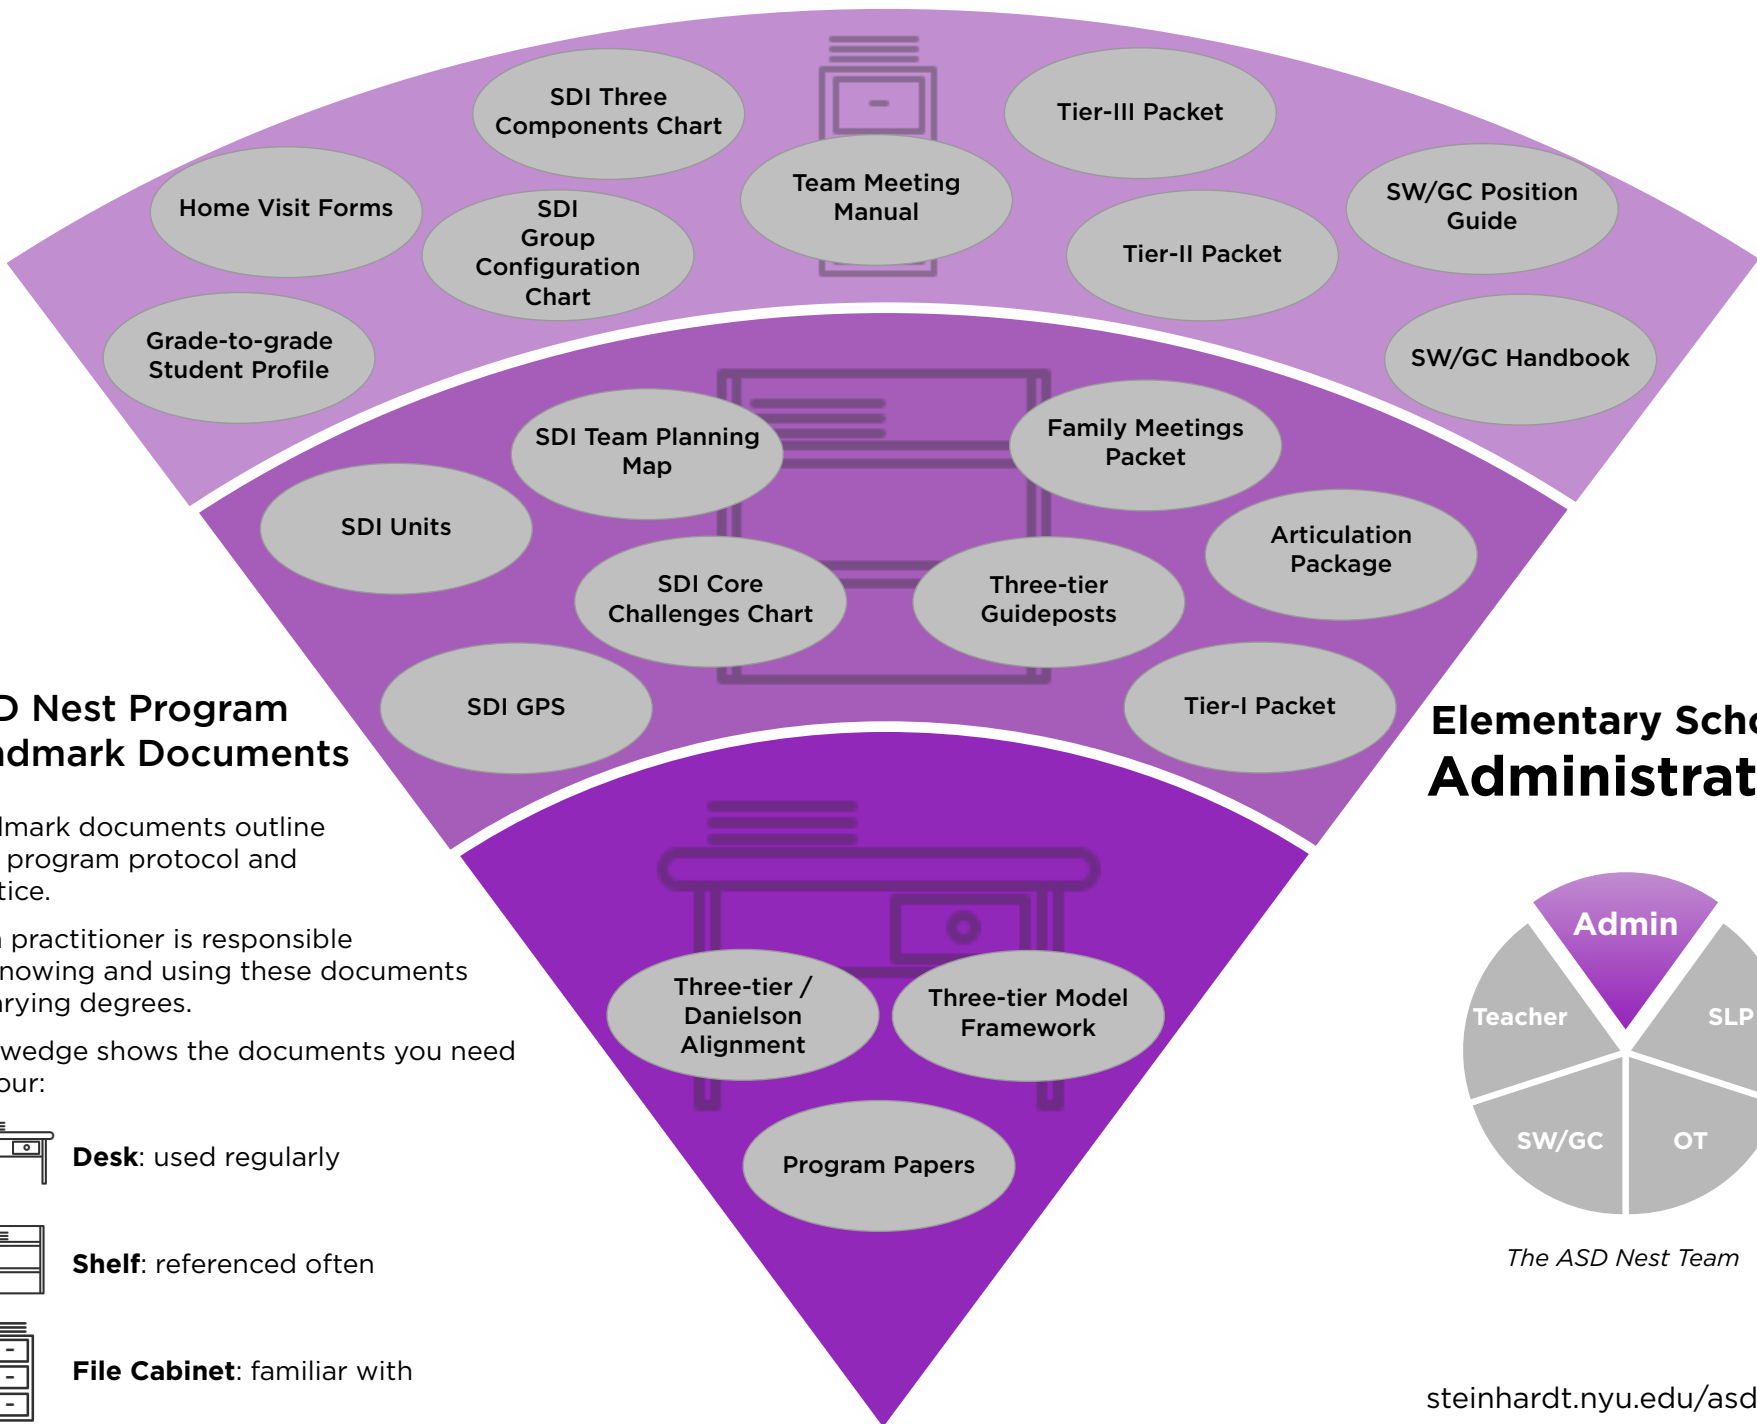 SDI Three
Components Chart
Tier-III Packet
Home Visit Forms
SDI
Group
Configuration
Chart
Team Meeting
Manual
Tier-II Packet
SW/GC Position
Guide
Grade-to-grade
Student Profile
SW/GC Handbook
SDI Team Planning
Map
Family Meetings
Packet
SDI Units
Articulation
Package
SDI Core
Challenges Chart
Three-tier
Guideposts
SDI GPS
Tier-I Packet
D Nest Program
ndmark Documents
dmark documents outline
program protocol and
tice.
practitioner is responsible
nowing and using these documents
arying degrees.
wedge shows the documents you need
our:
Desk: used regularly
Shelf: referenced often
File Cabinet: familiar with
Three-tier /
Danielson
Alignment
Three-tier Model
Framework
Program Papers
Elementary Scho
Administrat
Admin
Teacher
SLP
SW/GC
OT
The ASD Nest Team
steinhardt.nyu.edu/asd